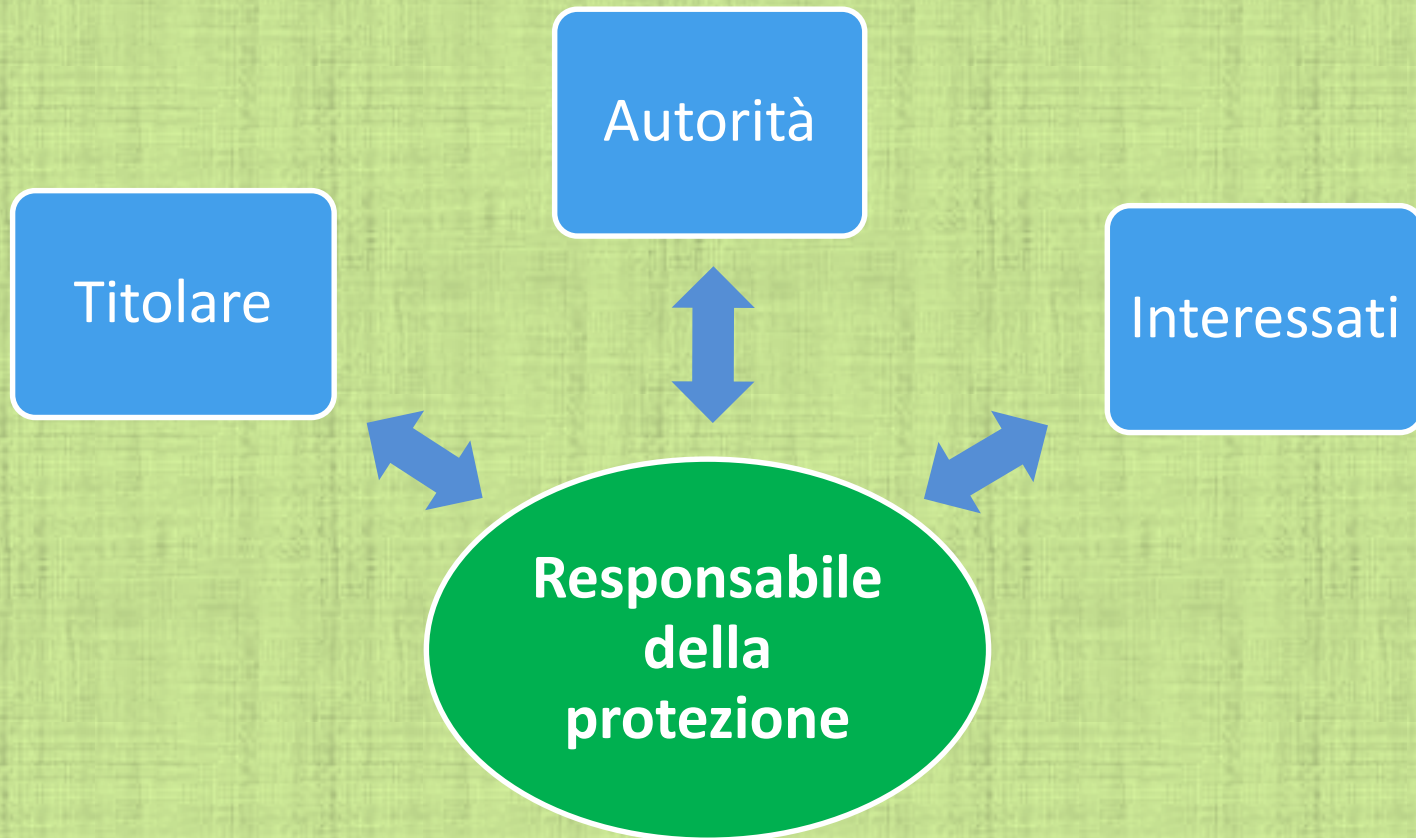 Autorità
Titolare
Interessati
Responsabile
della
protezione